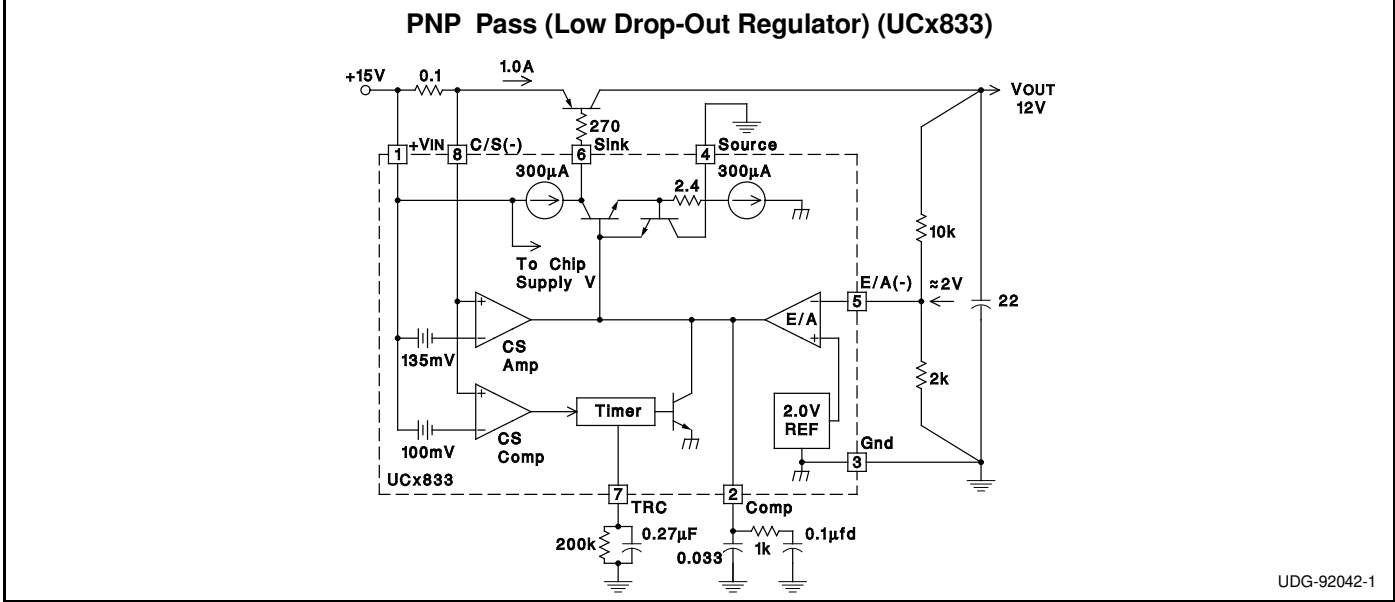 PNP Pass (Low Drop-Out Regulator) (UCx833)
+15V
0.1
1.0A
VOUT
12V
270
1
+VIN
8
C/S(-)
6
Sink
4
Source
300µA
2.4
300µA
To Chip
Supply V
10k
E/A(-)
≈2V
5
22
+
−
E/A
−
+
CS
Amp
135mV
2k
+
−
CS
Comp
Timer
2.0V
REF
100mV
Gnd
3
UCx833
7
TRC
2
Comp
200k
0.27µF
0.033
1k
0.1µfd
UDG-92042-1